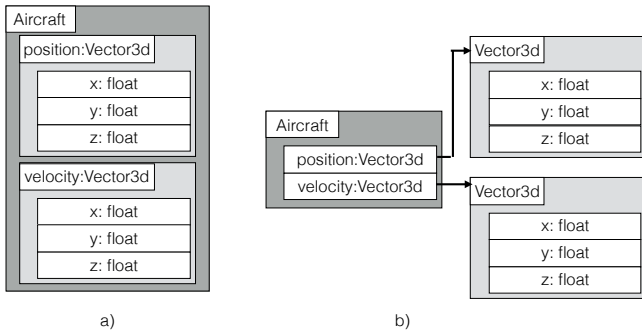 Aircraft
position:Vector3d
x: float
y: float
z: float
velocity:Vector3d
x: float
y: float
z: float
a)
Aircraft
position:Vector3d
velocity:Vector3d
Vector3d
x: float
y: float
z: float
Vector3d
x: float
y: float
z: float
b)